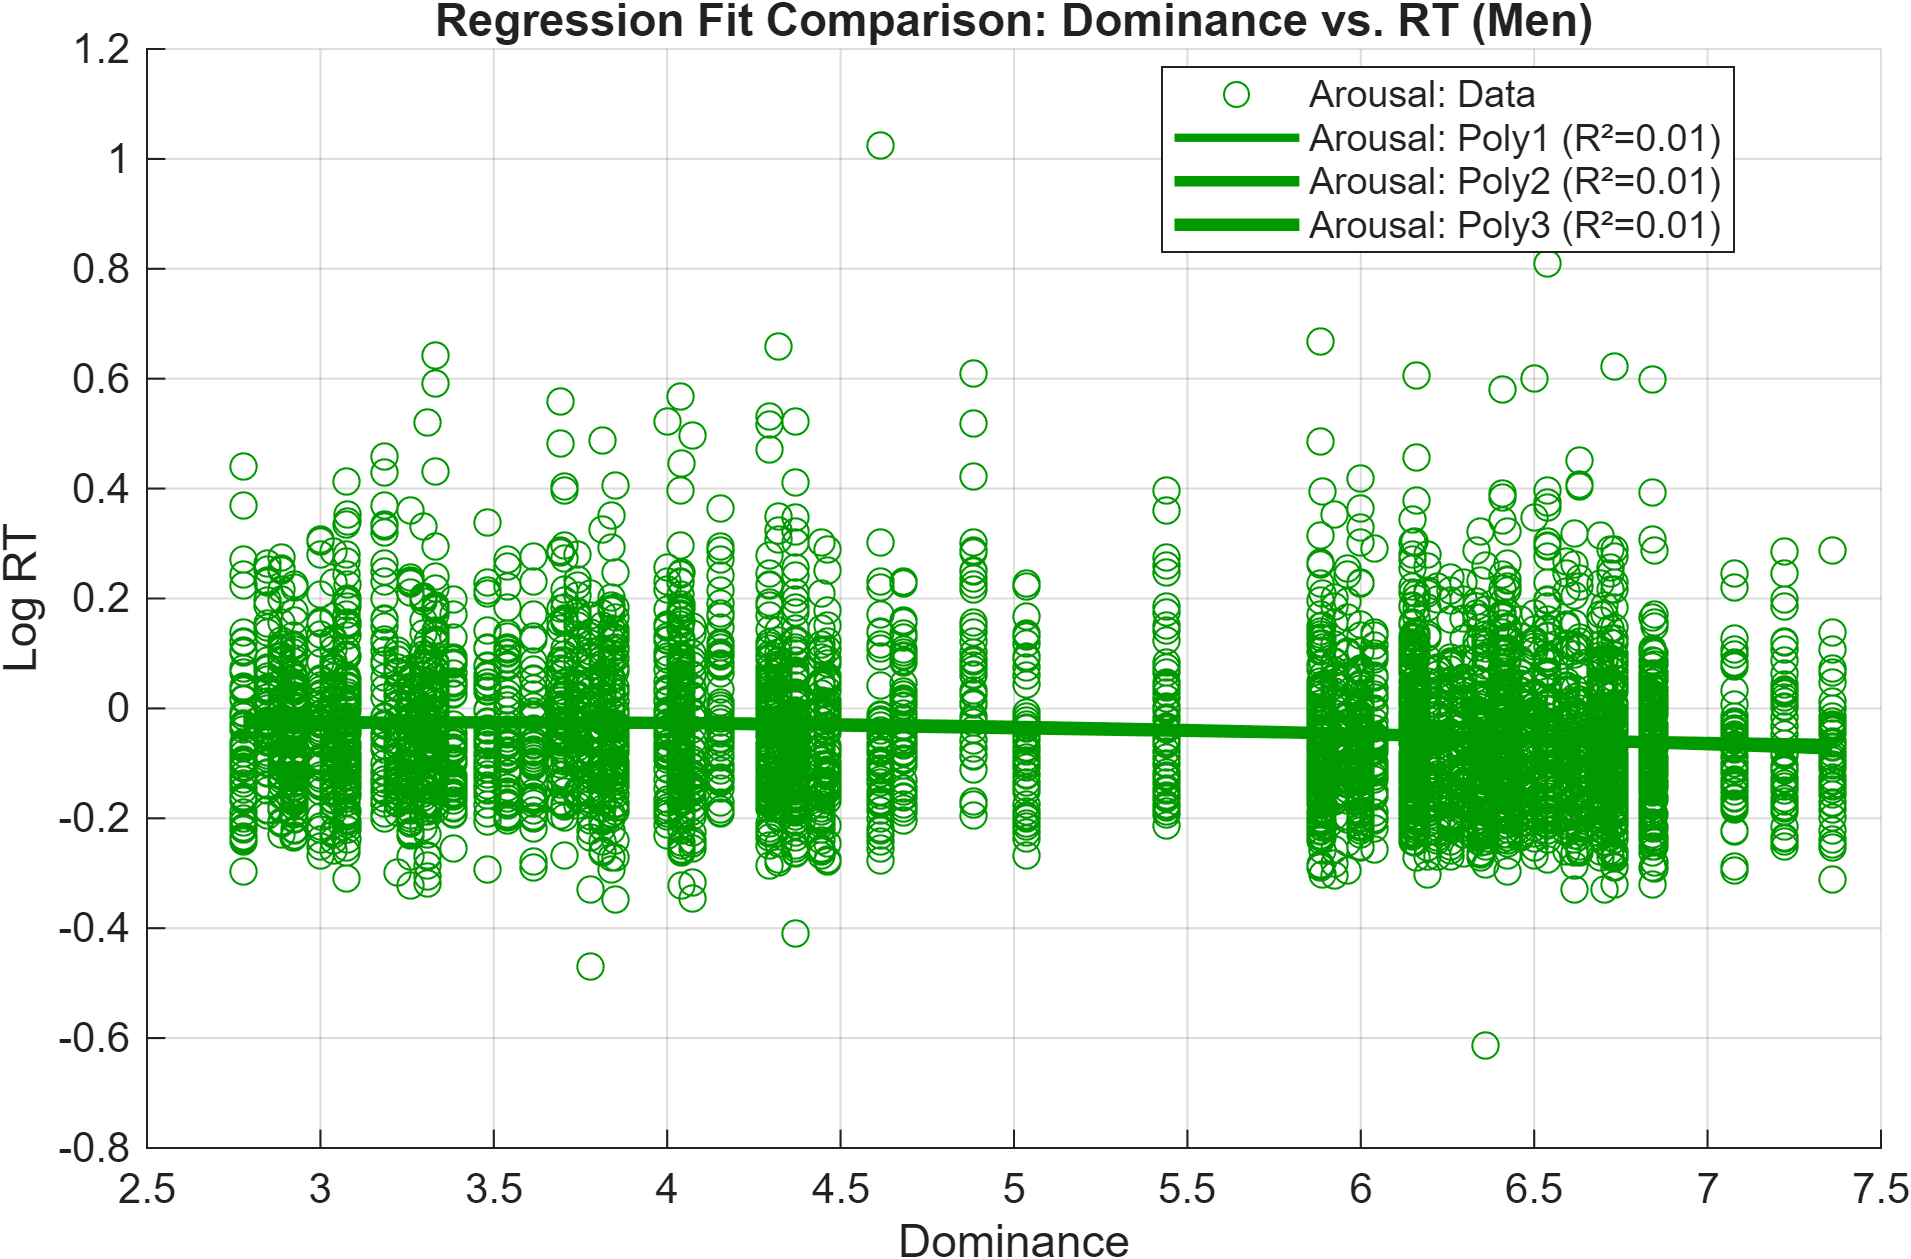 Regression Fit Comparison: Dominance vs. RT (Men)
Arousal: Data
Arousal: Poly1 (R²=0.01)
Arousal: Poly2 (R²=0.01)
Arousal: Poly3 (R²=0.01)
Log RT
1.2
1
0.8
0.6
0.4
0.2
0
-0.2
-0.4
-0.6
-0.8
2.5 3 3.5 4 4.5 5 5.5 6 6.5 7 7.5
Dominance